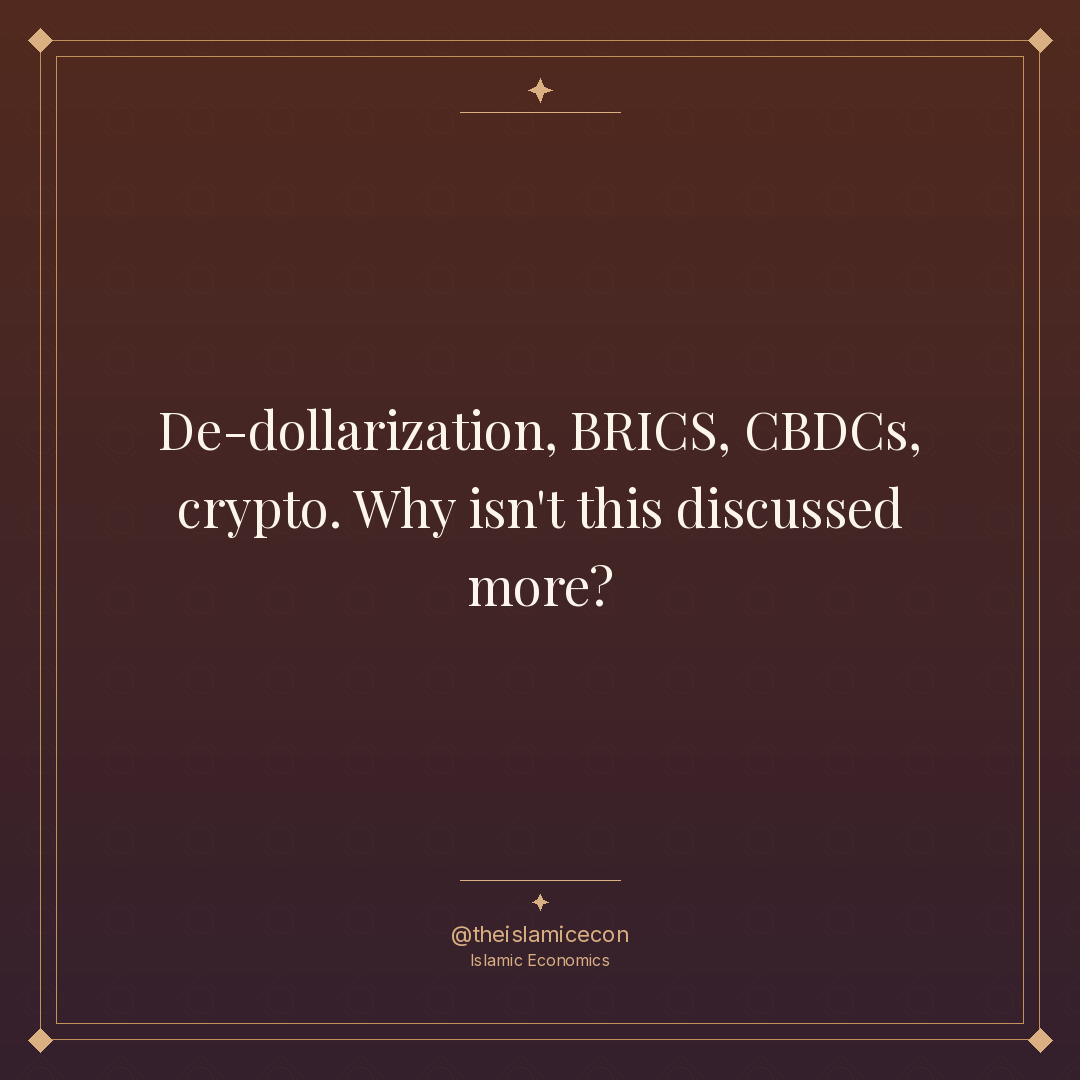 De-dollarization, BRICS, CBDCs,
crypto. Why isn't this discussed
more?
@theislamicecon
Islamic Economics